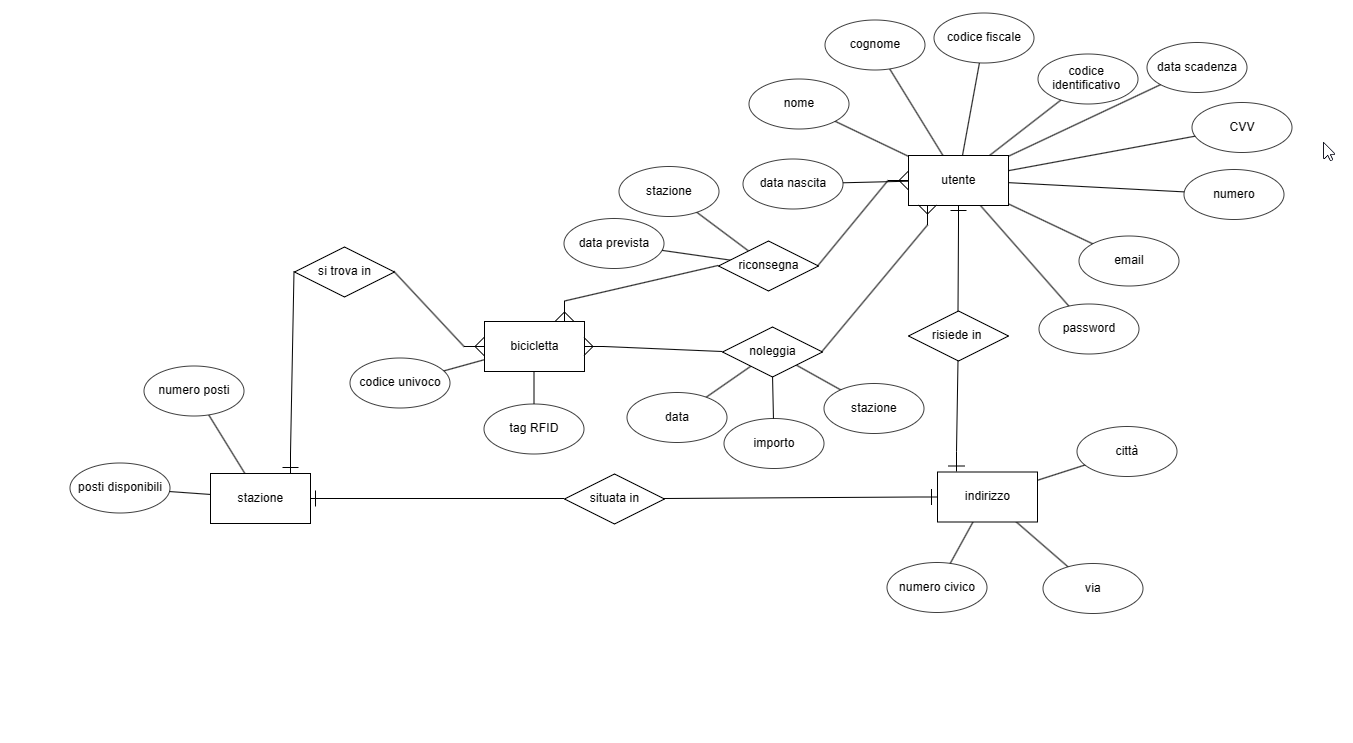 cognome
codice fiscale
codice
identificativo
data scadenza
nome
CVV
data nascita
utente
numero
stazione
data prevista
riconsegna
email
si trova in
password
risiede in
bicicletta
noleggia
codice univoco
numero posti
tag RFID
data
importo
stazione
città
posti disponibili
stazione
situata in
indirizzo
numero civico
via